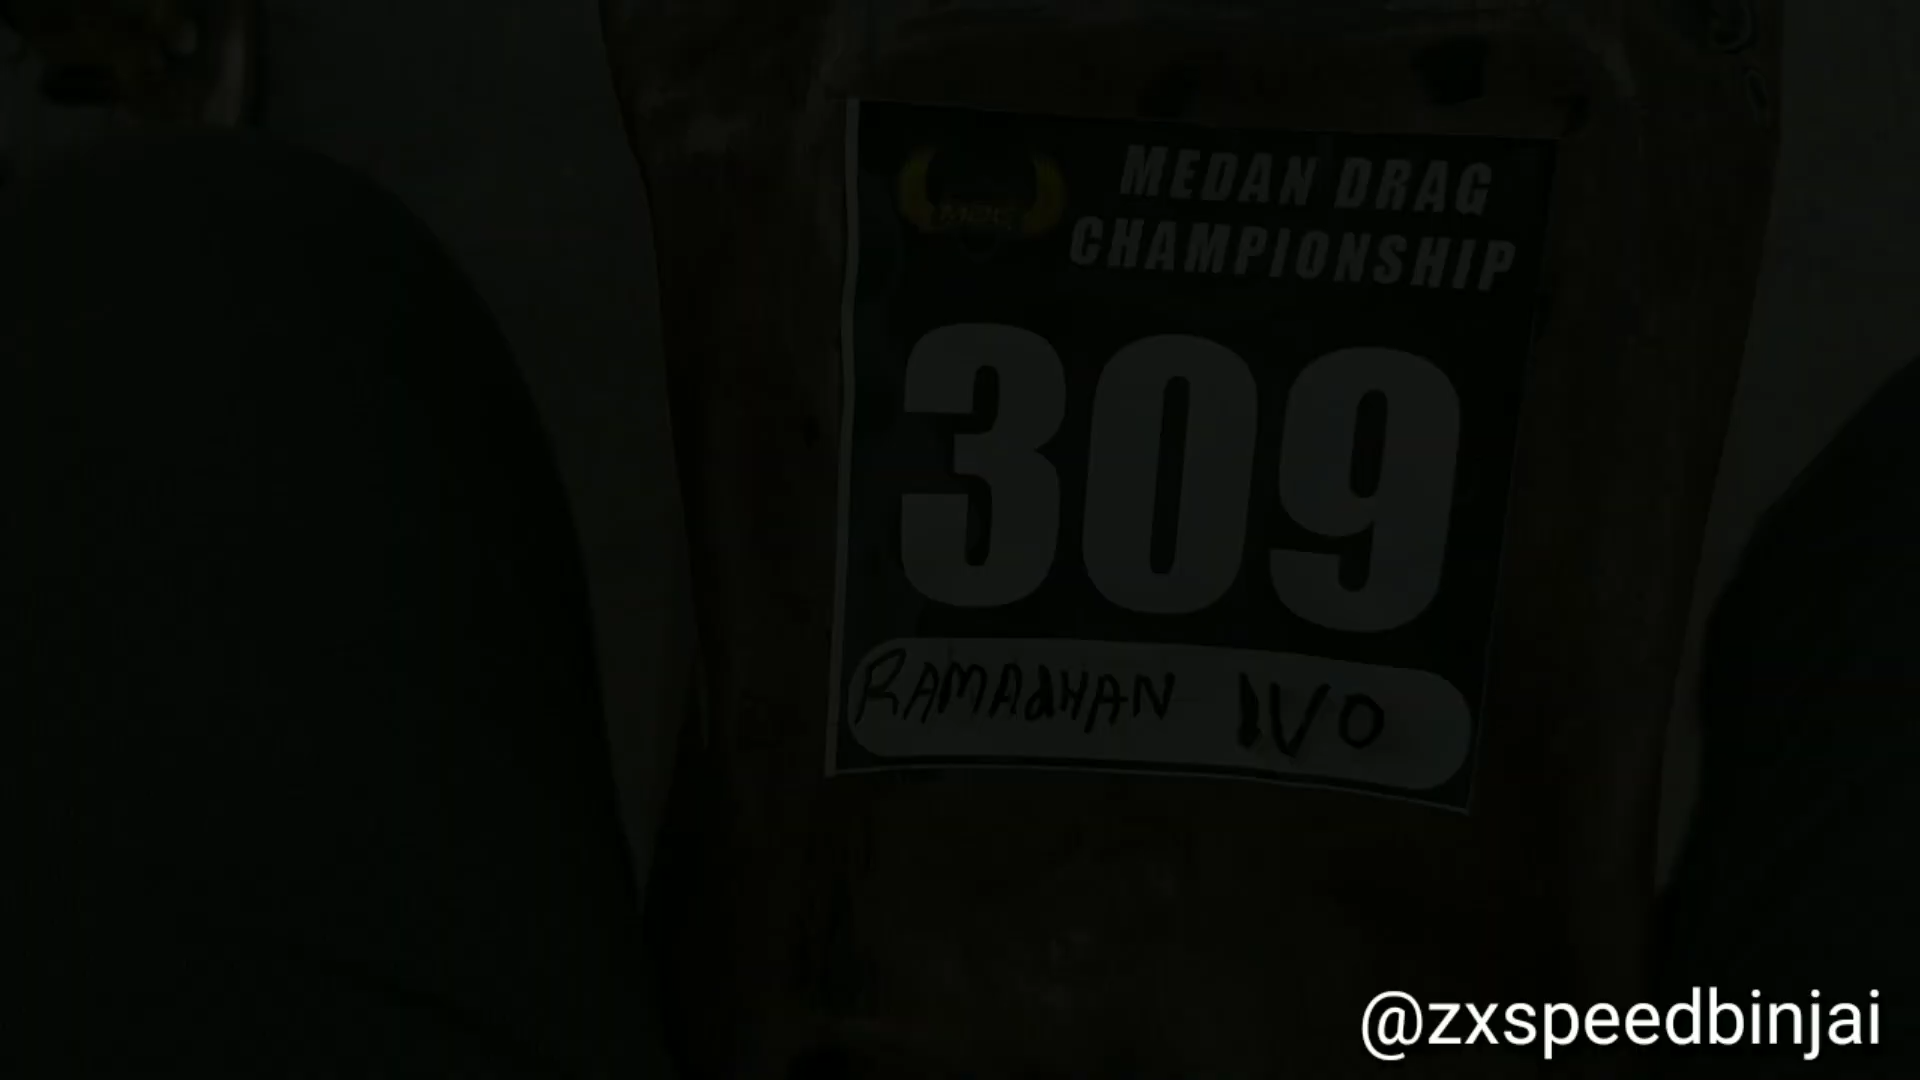 MEDAN DRAG
CHAMPIONSHIP
309
RAMAdHAN IVO
@zxspeedbinjai